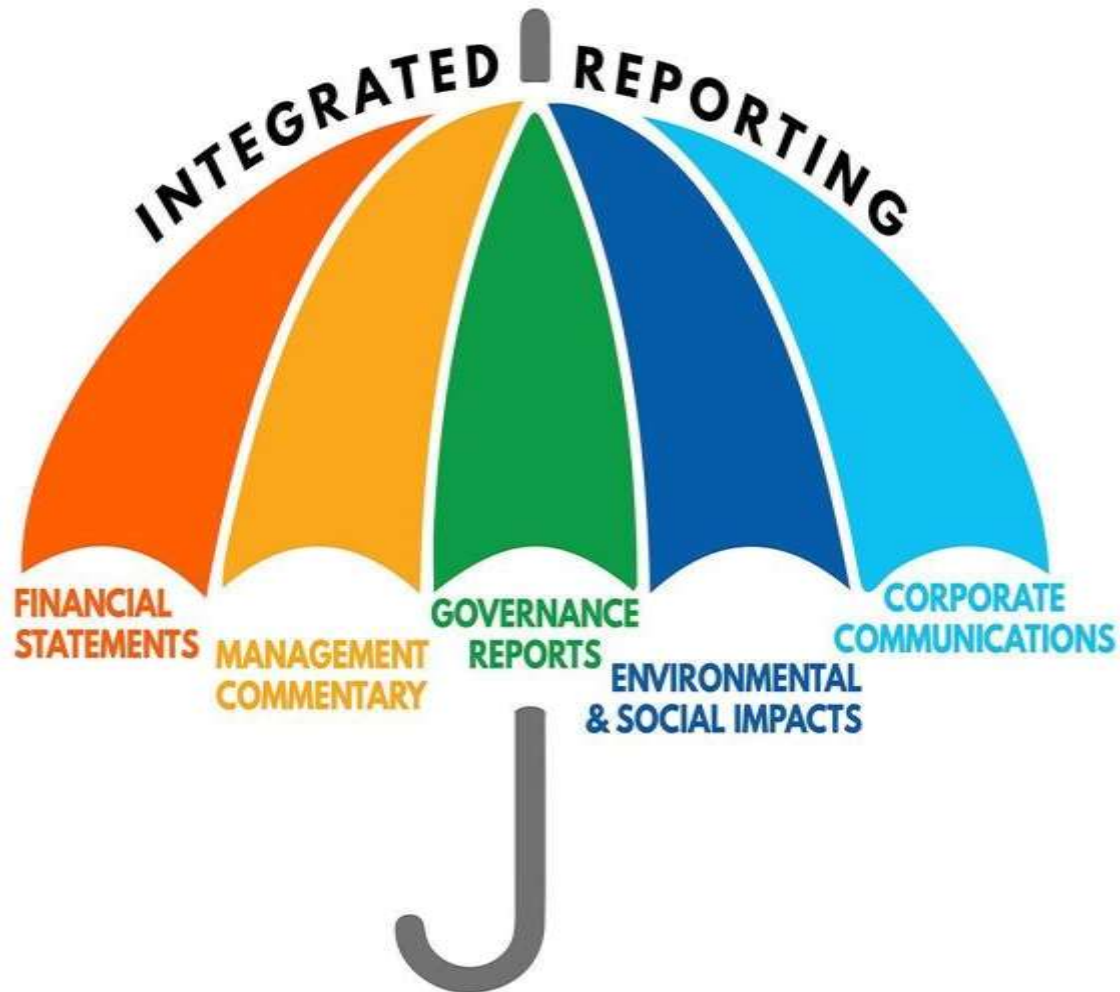 INTEGRATED REPORTING
FINANCIAL
STATEMENTS
MANAGEMENT
COMMENTARY
GOVERNANCE
REPORTS
ENVIRONMENTAL
& SOCIAL IMPACTS
CORPORATE
COMMUNICATIONS